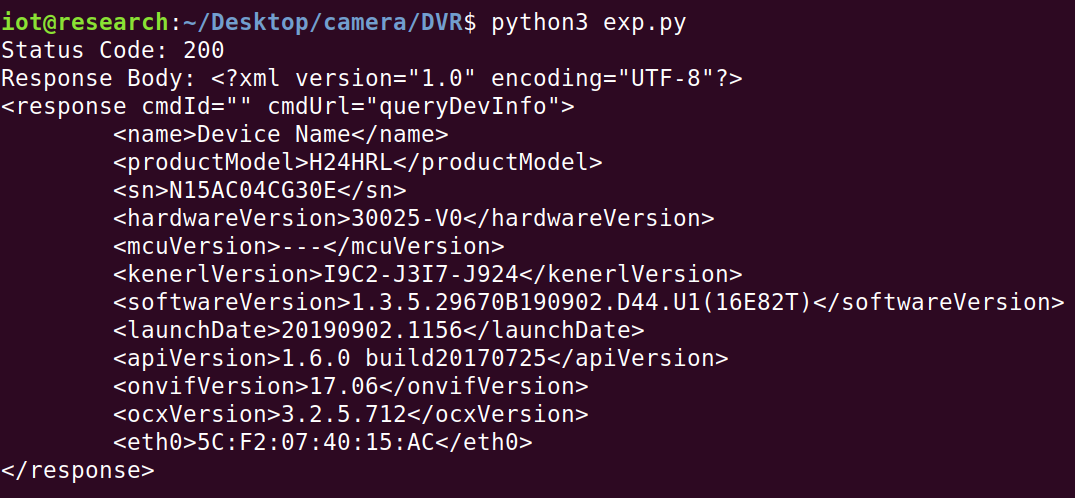 iot@research:~/Desktop/camera/DVR$ python3 exp.py
Status Code: 200
Response Body: <?xml version="1.0" encoding="UTF-8"?>
<response cmdId="" cmdUrl="queryDevInfo">
        <name>Device Name</name>
        <productModel>H24HRL</productModel>
        <sn>N15AC04CG30E</sn>
        <hardwareVersion>30025-V0</hardwareVersion>
        <mcuVersion>---</mcuVersion>
        <kenerlVersion>I9C2-J3I7-J924</kenerlVersion>
        <softwareVersion>1.3.5.29670B190902.D44.U1(16E82T)</softwareVersion>
        <launchDate>20190902.1156</launchDate>
        <apiVersion>1.6.0 build20170725</apiVersion>
        <onvifVersion>17.06</onvifVersion>
        <ocxVersion>3.2.5.712</ocxVersion>
        <eth0>5C:F2:07:40:15:AC</eth0>
</response>